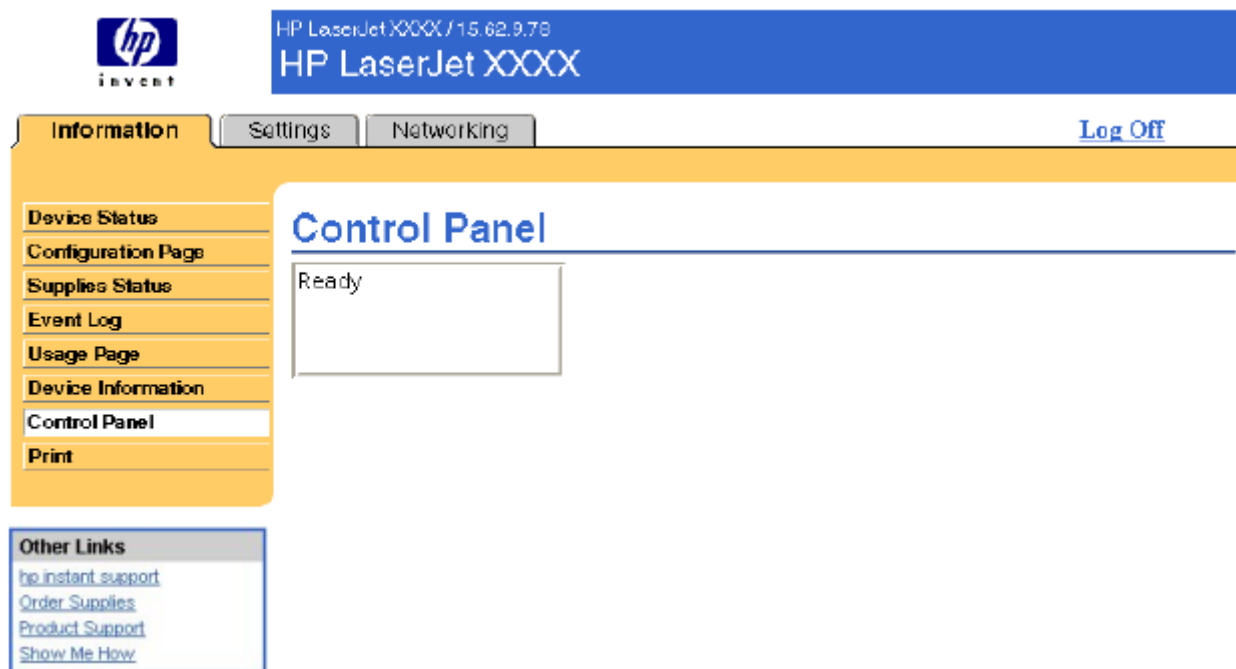 hp
invent
HP LaserJet XXXX / 15.62.9.78
HP LaserJet XXXX
Information
Settings
Networking
Log Off
Device Status
Configuration Page
Supplies Status
Event Log
Usage Page
Device Information
Control Panel
Print
Control Panel
Ready
Other Links
hp instant support
Order Supplies
Product Support
Show Me How